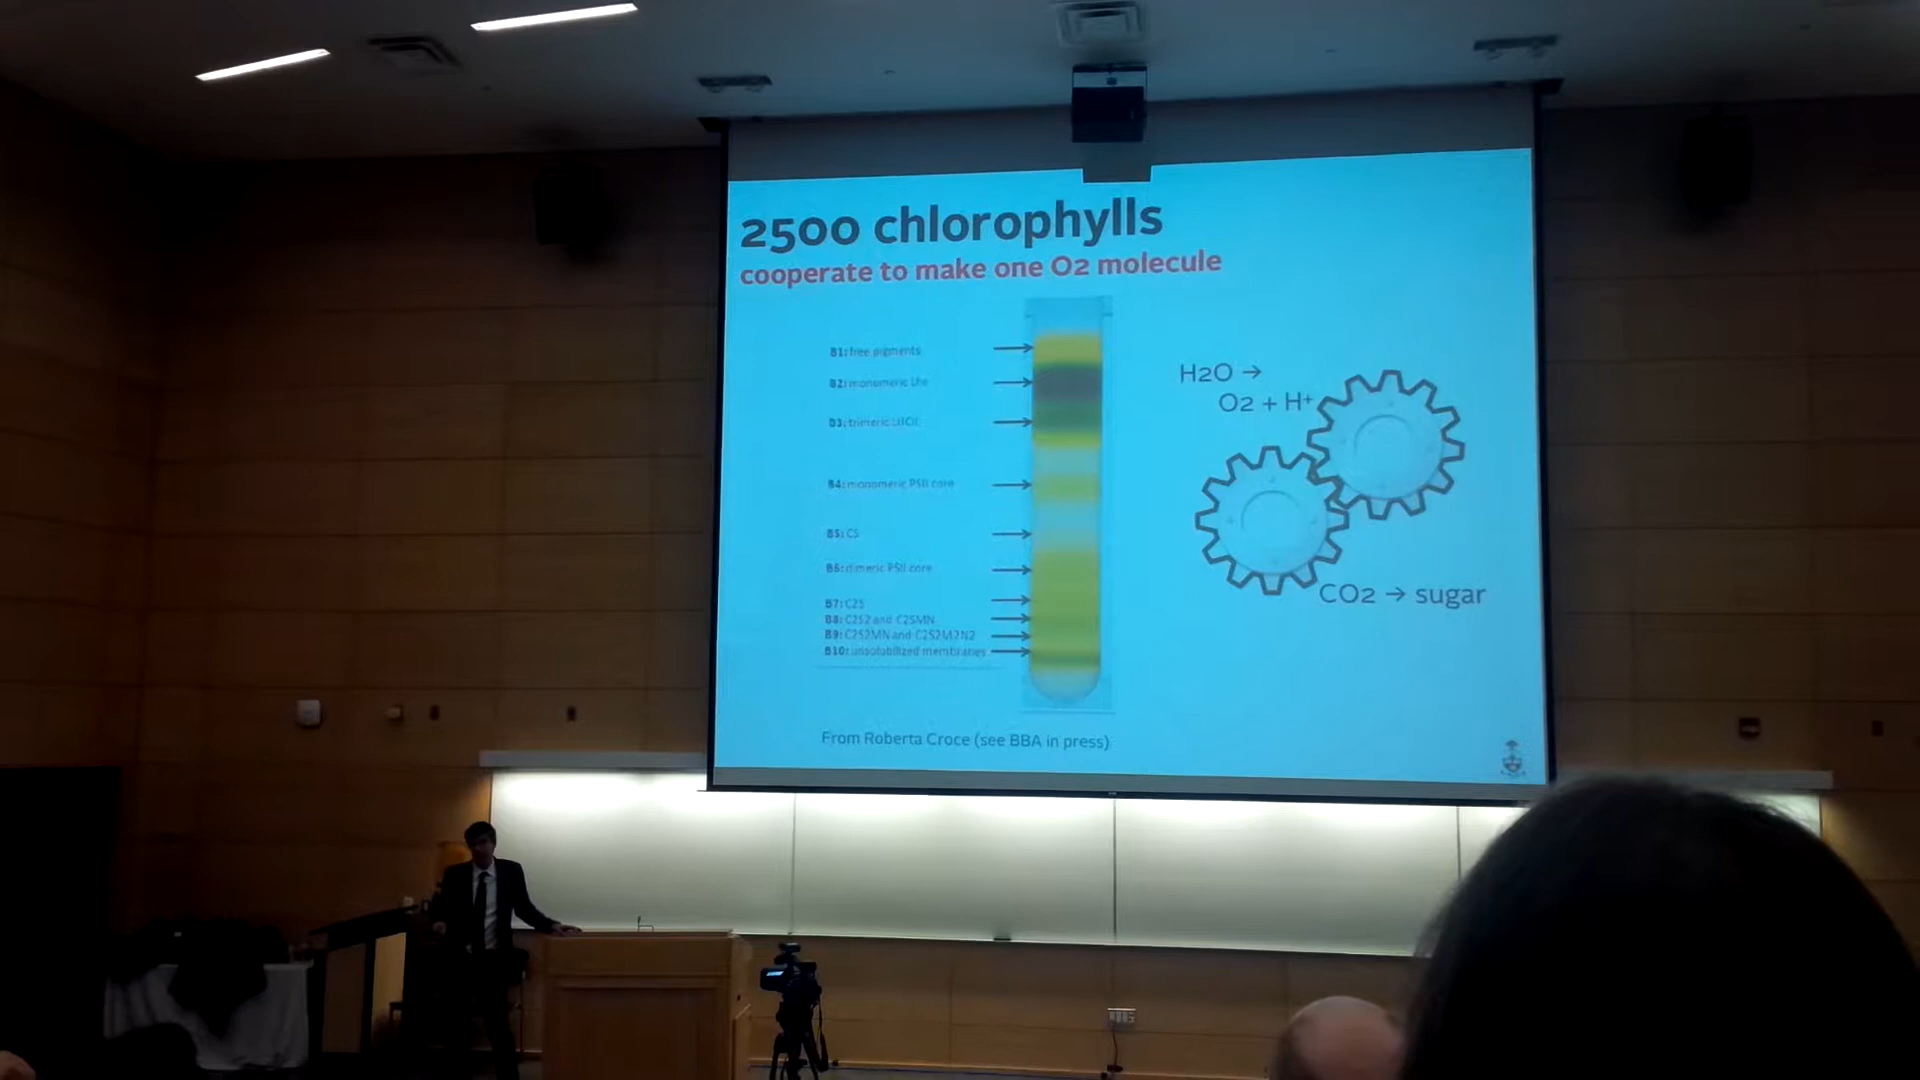 2500 chlorophylls
cooperate to make one O2 molecule
B1: free pigments
B2: monomeric Lhc
B3: trimeric LHCII
B4: monomeric PSII core
B5: CS
B6: dimeric PSII core
B7: C2S
B8: C2S2 and C2SMN
B9: C2S2MN and C2S2M2N2
B10: unsolubilized membranes
H2O →
O2 + H+
CO2 → sugar
From Roberta Croce (see BBA in press)